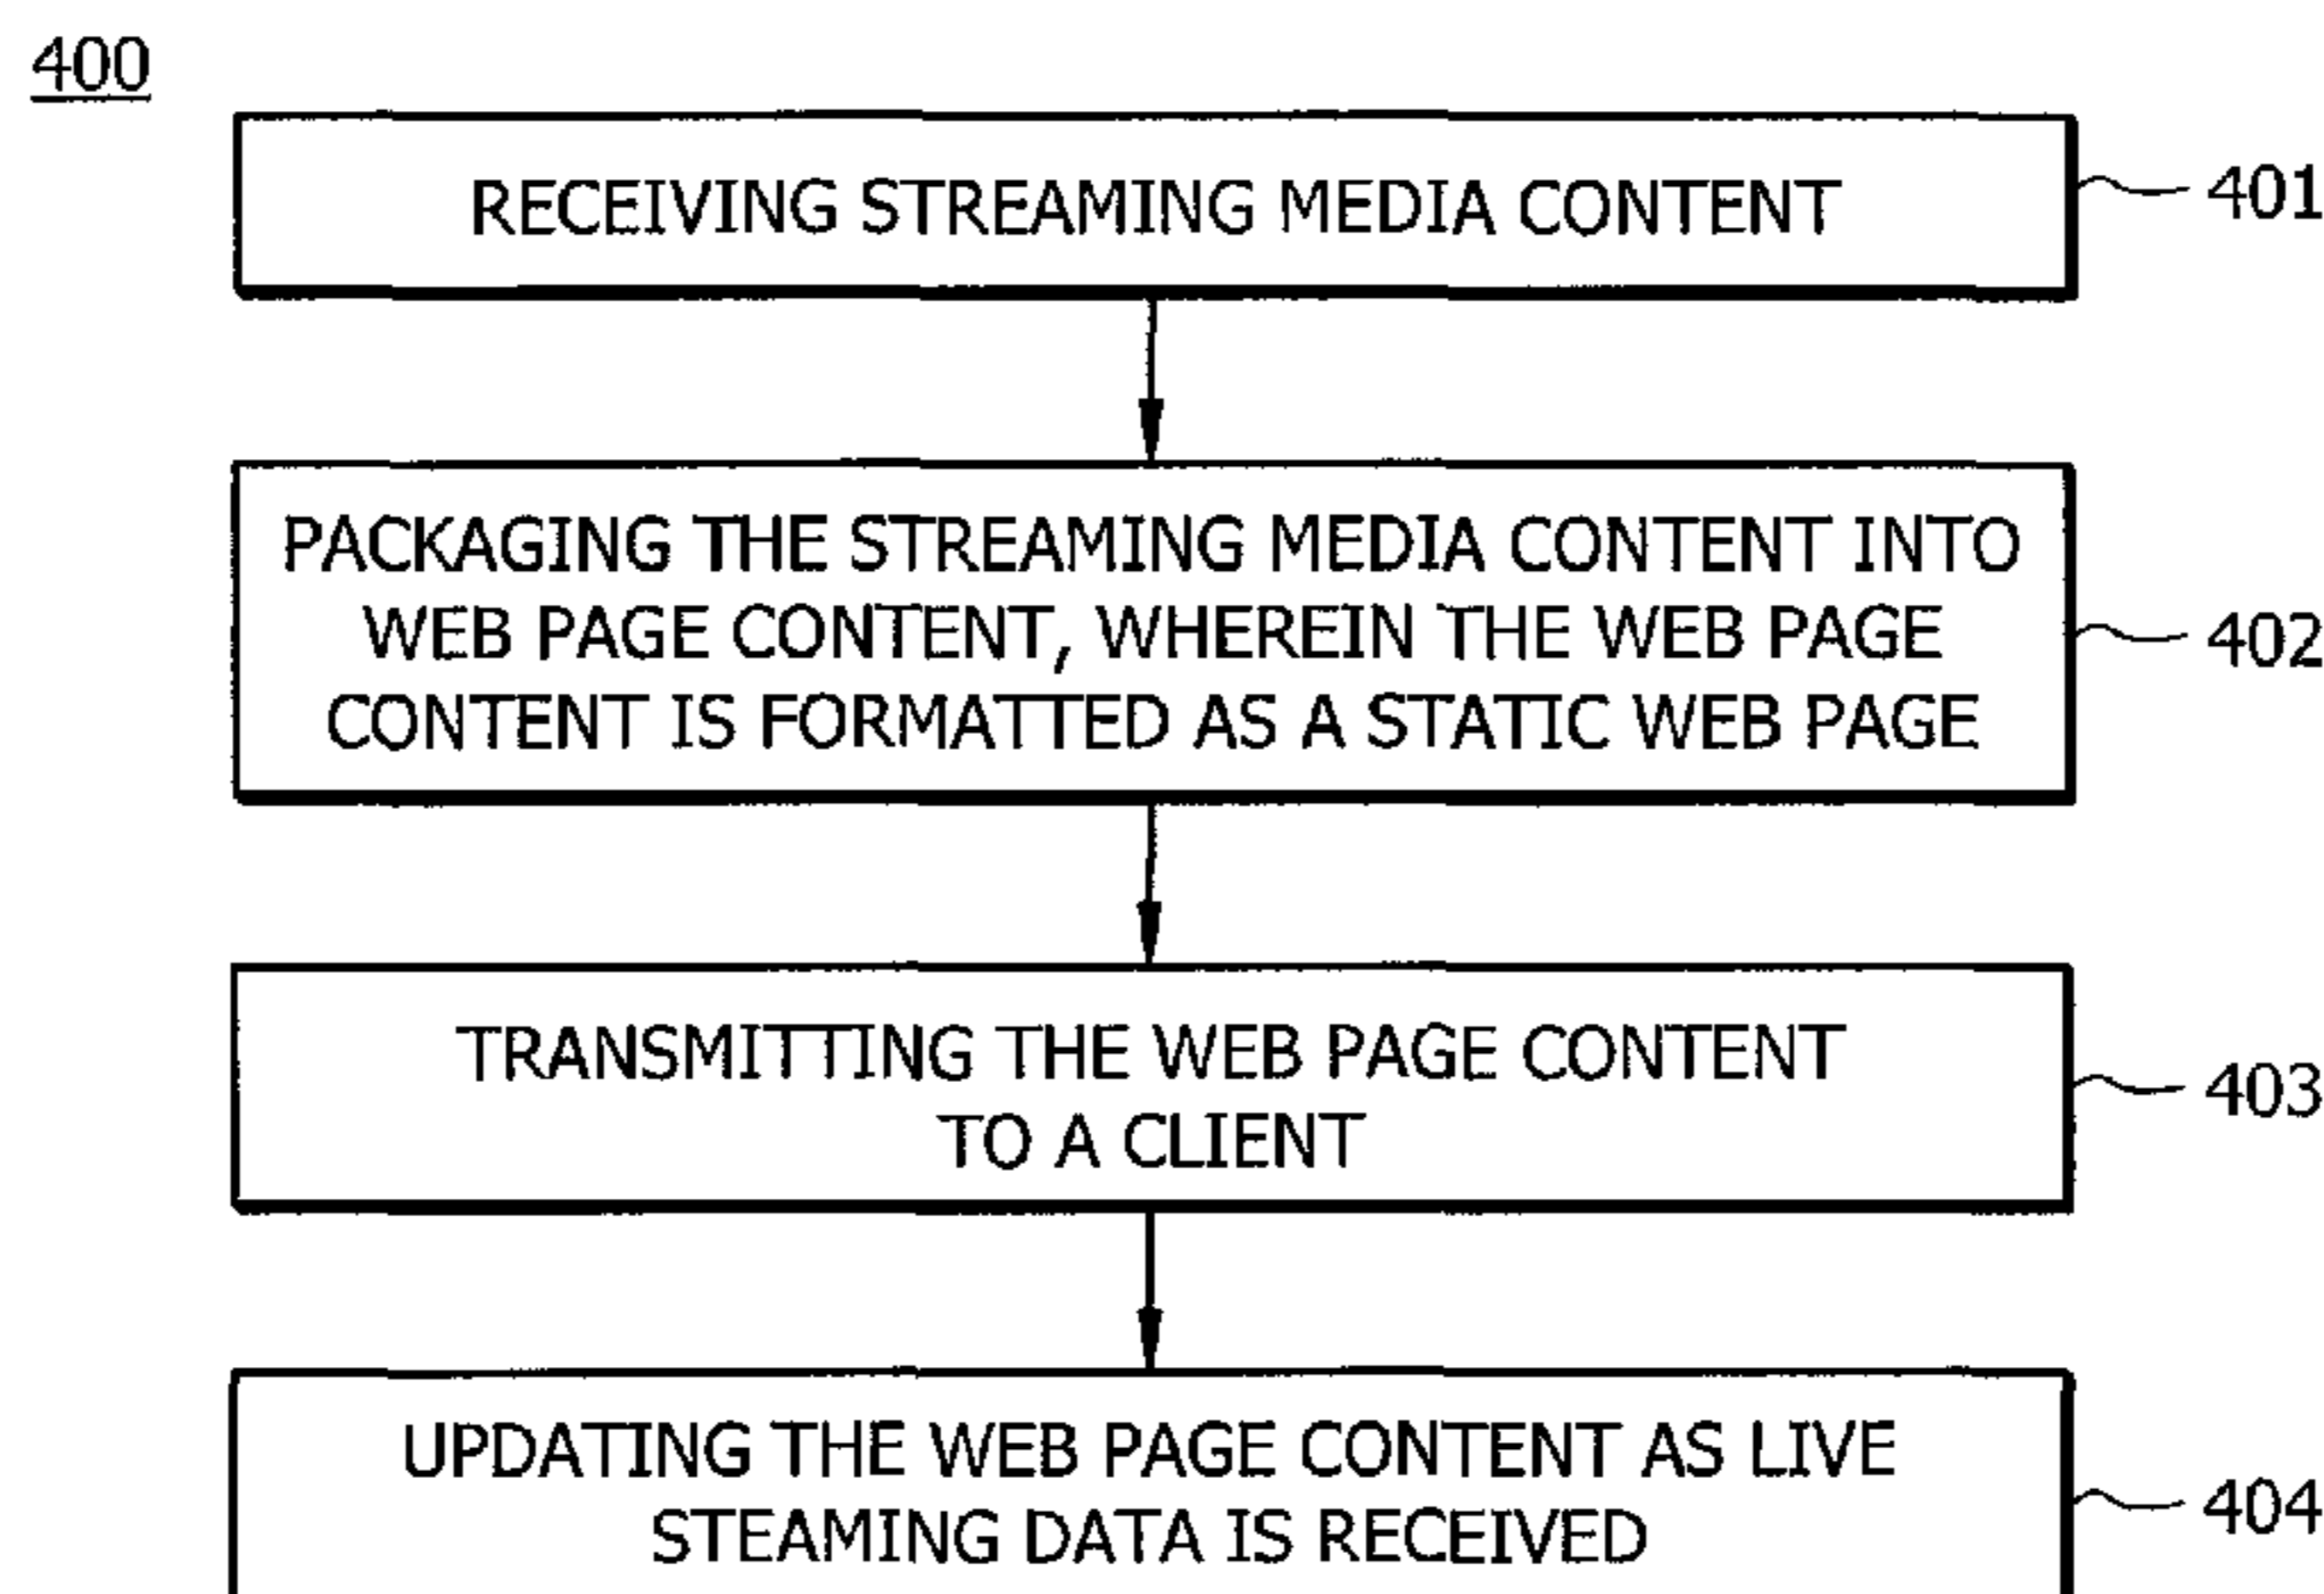 400
RECEIVING STREAMING MEDIA CONTENT
401
PACKAGING THE STREAMING MEDIA CONTENT INTO
WEB PAGE CONTENT, WHEREIN THE WEB PAGE
CONTENT IS FORMATTED AS A STATIC WEB PAGE
402
TRANSMITTING THE WEB PAGE CONTENT
TO A CLIENT
403
UPDATING THE WEB PAGE CONTENT AS LIVE
STEAMING DATA IS RECEIVED
404